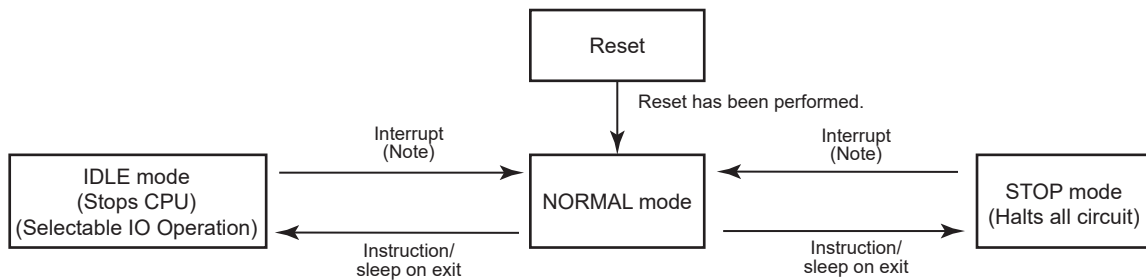 Reset
Reset has been performed.
Interrupt
(Note)
Interrupt
(Note)
IDLE mode
(Stops CPU)
(Selectable IO Operation)
NORMAL mode
STOP mode
(Halts all circuit)
Instruction/
sleep on exit
Instruction/
sleep on exit